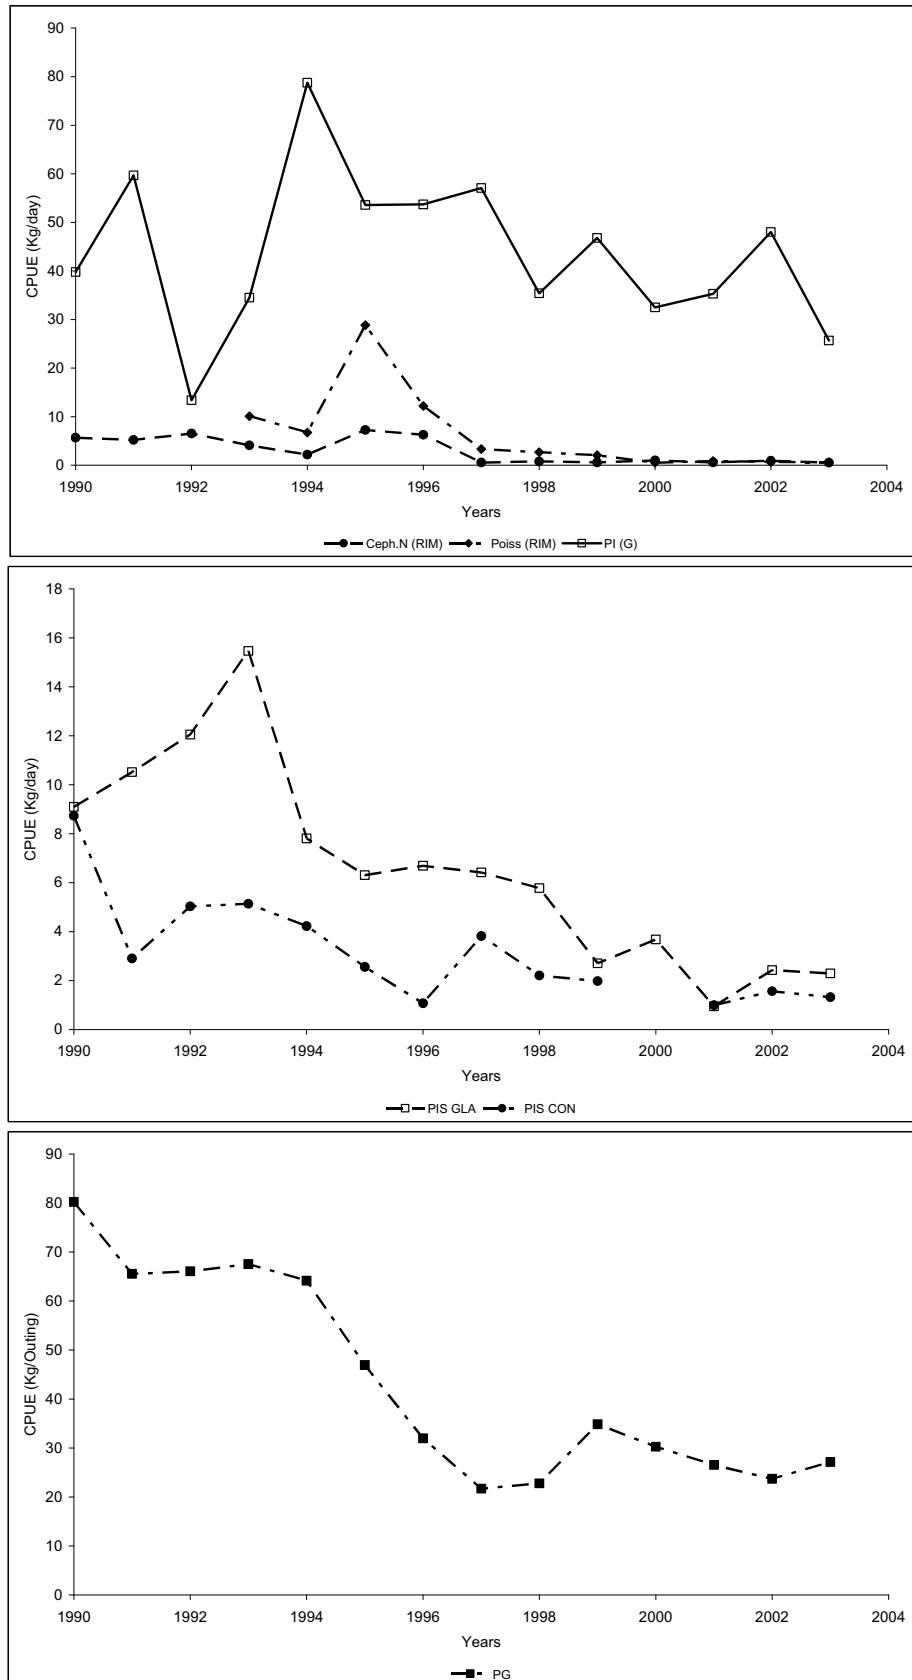 90
80
70
60
50
40
30
20
10
0
CPUE (Kg/day)
1990 1992 1994 1996 1998 2000 2002 2004
Years
Ceph.N (RIM) Poiss (RIM) PI (G)
18
16
14
12
10
8
6
4
2
0
CPUE (Kg/day)
1990 1992 1994 1996 1998 2000 2002 2004
Years
PIS GLA PIS CON
90
80
70
60
50
40
30
20
10
0
CPUE (Kg/Outing)
1990 1992 1994 1996 1998 2000 2002 2004
Years
PG